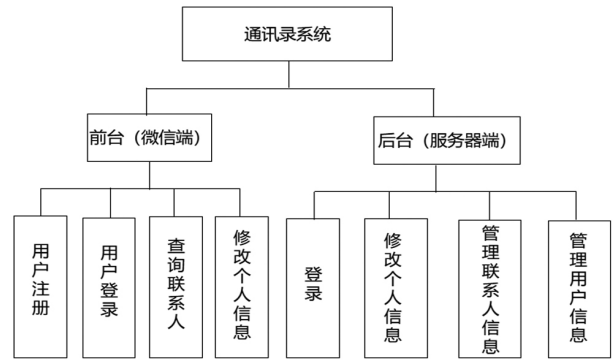 通讯录系统
前台（微信端）
后台（服务器端）
用户注册
用户登录
查询联系人
修改个人信息
登录
修改个人信息
管理联系人信息
管理用户信息